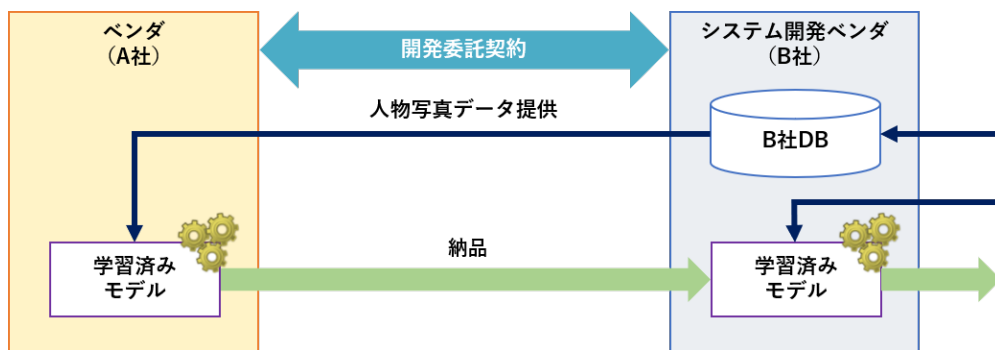 ベンダ
（A社）
開発委託契約
システム開発ベンダ
（B社）
人物写真データ提供
B社DB
学習済み
モデル
納品
学習済み
モデル